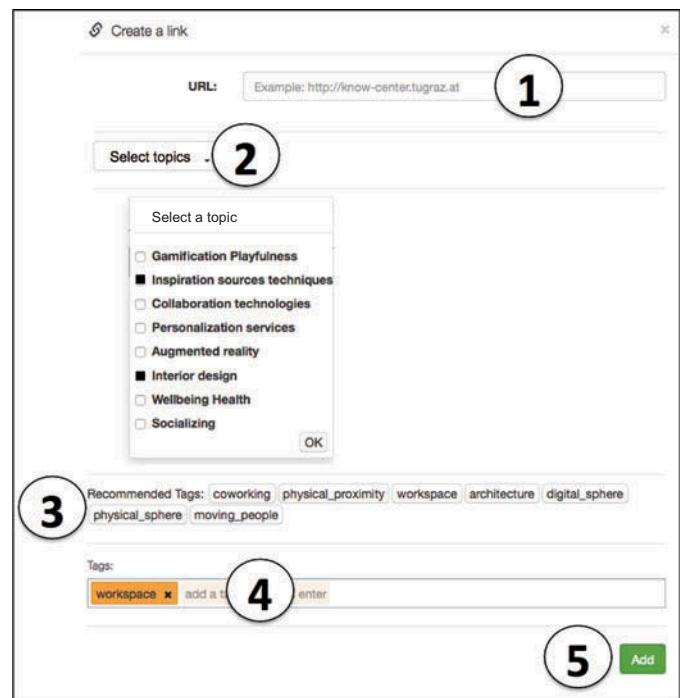 Create a link ×
URL: Example: http://know-center.tugraz.at 1
Select topics 2
Select a topic
Gamification Playfulness
Inspiration sources techniques
Collaboration technologies
Personalization services
Augmented reality
Interior design
Wellbeing Health
Socializing
OK
3 Recommended Tags: coworking physical_proximity workspace architecture digital_sphere
physical_sphere moving_people
Tags:
workspace × add a 4 enter
5 Add